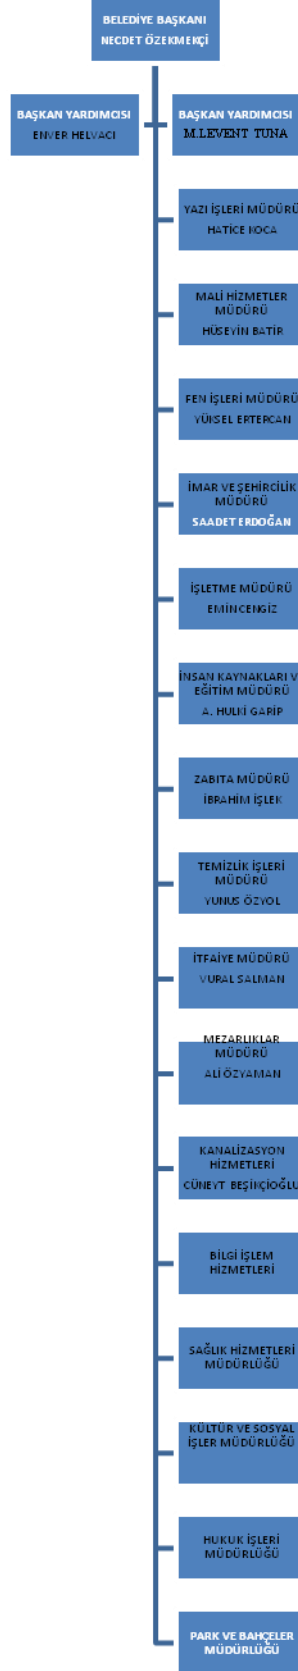 BELEDİYE BAŞKANI
NECDET ÖZEKMEKÇİ
BAŞKAN YARDIMCISI
ENVER HELVACI
BAŞKAN YARDIMCISI
M.LEVENT TUNA
YAZI İŞLERİ MÜDÜRÜ
HATİCE KOCA
MALİ HİZMETLER
MÜDÜRÜ
HÜSEYİN BATIR
FEN İŞLERİ MÜDÜRÜ
YÜKSEL ERTERCAN
İMAR VE ŞEHİRCİLİK
MÜDÜRÜ
SAADET ERDOĞAN
İŞLETME MÜDÜRÜ
EMİN CENGİZ
İNSAN KAYNAKLARI V
EĞİTİM MÜDÜRÜ
A. HULKİ GARİP
ZABITA MÜDÜRÜ
İBRAHİM İŞLEK
TEMİZLİK İŞLERİ
MÜDÜRÜ
YUNUS ÖZYOL
İTFAİYE MÜDÜRÜ
VURAL SALMAN
MEZARLIKLAR
MÜDÜRÜ
ALİ ÖZYAMAN
KANALİZASYON
HİZMETLERİ
CÜNEYT BEŞİKÇİOĞLU
BİLGİ İŞLEM
HİZMETLERİ
SAĞLIK HİZMETLERİ
MÜDÜRLÜĞÜ
KÜLTÜR VE SOSYAL
İŞLER MÜDÜRLÜĞÜ
HUKUK İŞLERİ
MÜDÜRLÜĞÜ
PARK VE BAHÇELER
MÜDÜRLÜĞÜ